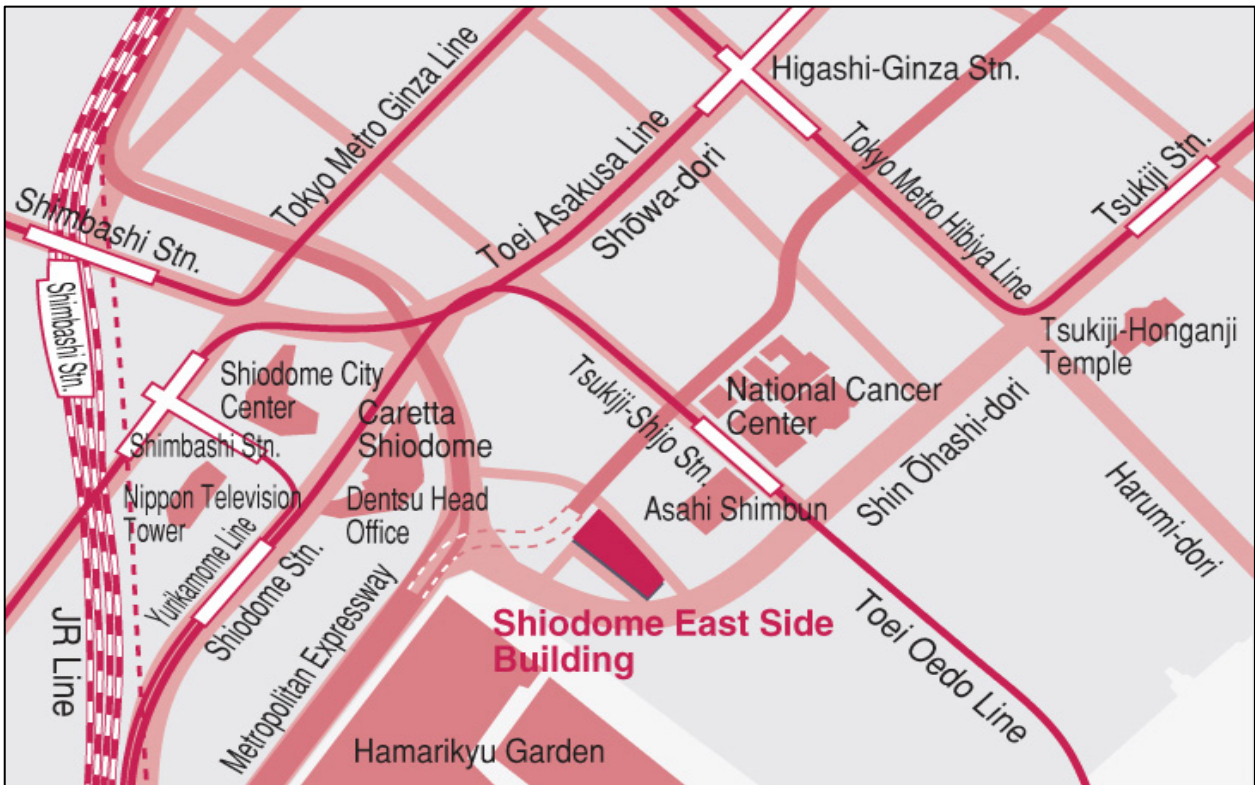 Higashi-Ginza Stn.
Tokyo Metro Ginza Line
Toei Asakusa Line
Shōwa-dori
Tokyo Metro Hibiya Line
Tsukiji Stn.
Shimbashi Stn.
Shimbashi Stn.
Tsukiji-Honganji
Temple
Shiodome City
Center
Caretta
Shiodome
Tsukiji-Shijo Stn.
National Cancer
Center
Shimbashi Stn.
Nippon Television
Tower
Dentsu Head
Office
Asahi Shimbun
Shin Ōhashi-dori
Harumi-dori
Yurikamome Line
Shiodome Stn.
Metropolitan Expressway
JR Line
Shiodome East Side
Building
Toei Oedo Line
Hamarikyu Garden